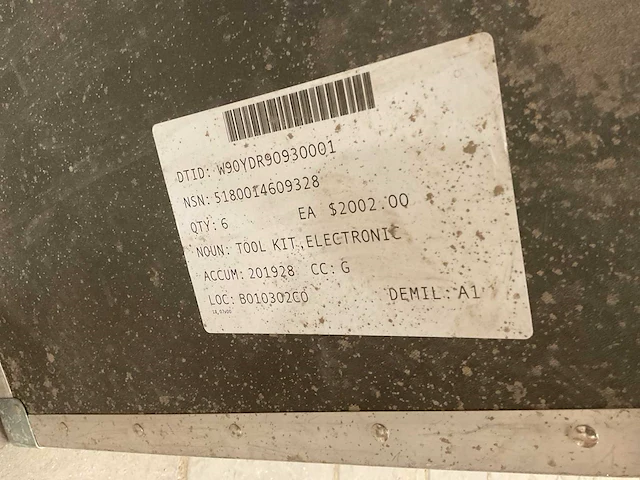 DTID: W90YDR90930001
NSN: 5180014609328
QTY: 6 EA $2002.00
NOUN: TOOL KIT,ELECTRONIC
ACCUM: 201928 CC: G
LOC: B010302C0 DEMIL: A1